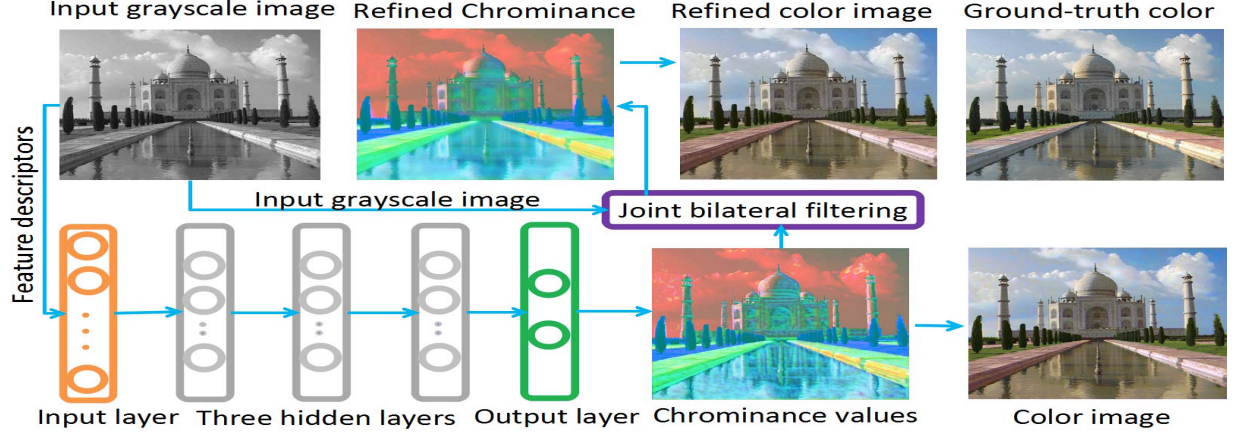 Input grayscale image
Refined Chrominance
Refined color image
Ground-truth color
Feature descriptors
Input grayscale image
Joint bilateral filtering
Input layer
Three hidden layers
Output layer
Chrominance values
Color image